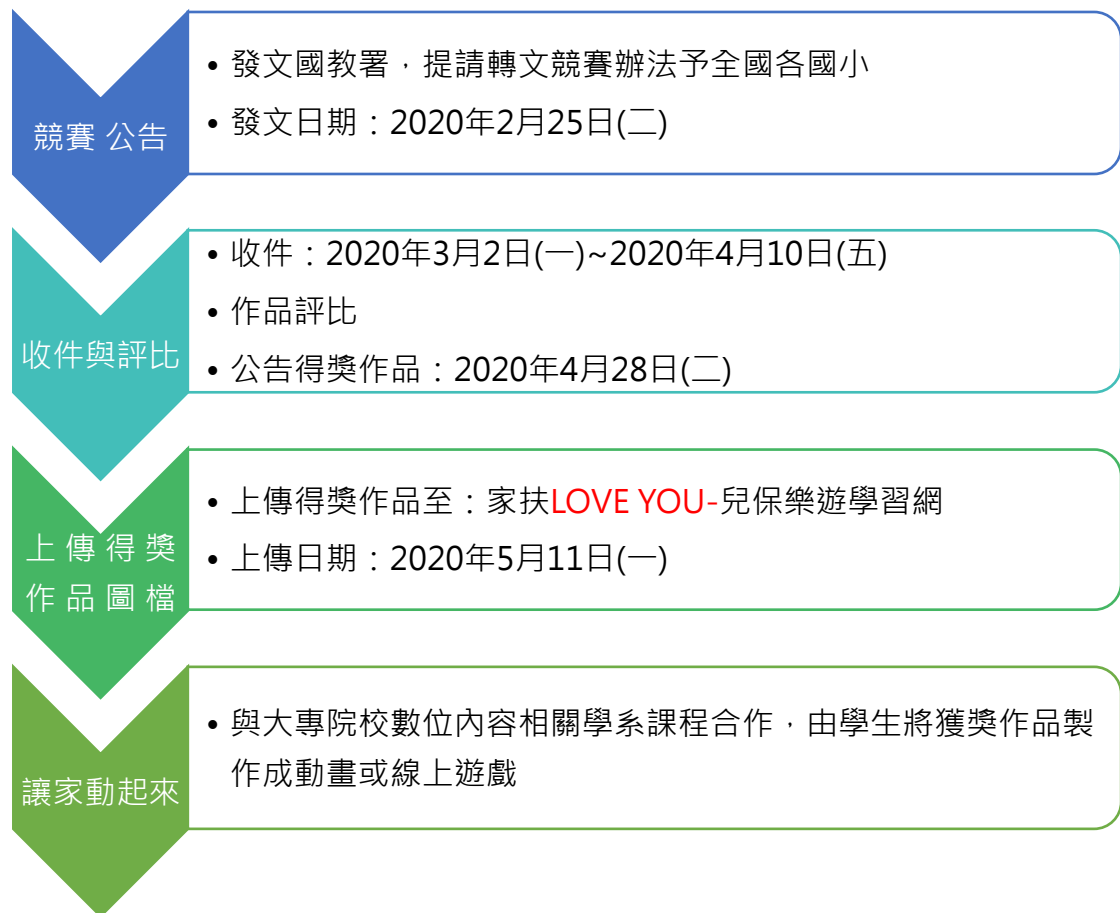 競賽 公告
• 發文國教署，提請轉文競賽辦法予全國各國小
• 發文日期：2020年2月25日(二)
收件與評比
• 收件：2020年3月2日(一)~2020年4月10日(五)
• 作品評比
• 公告得獎作品：2020年4月28日(二)
上傳得獎
作品圖檔
• 上傳得獎作品至：家扶LOVE YOU-兒保樂遊學習網
• 上傳日期：2020年5月11日(一)
讓家動起來
• 與大專院校數位內容相關學系課程合作，由學生將獲獎作品製
作成動畫或線上遊戲